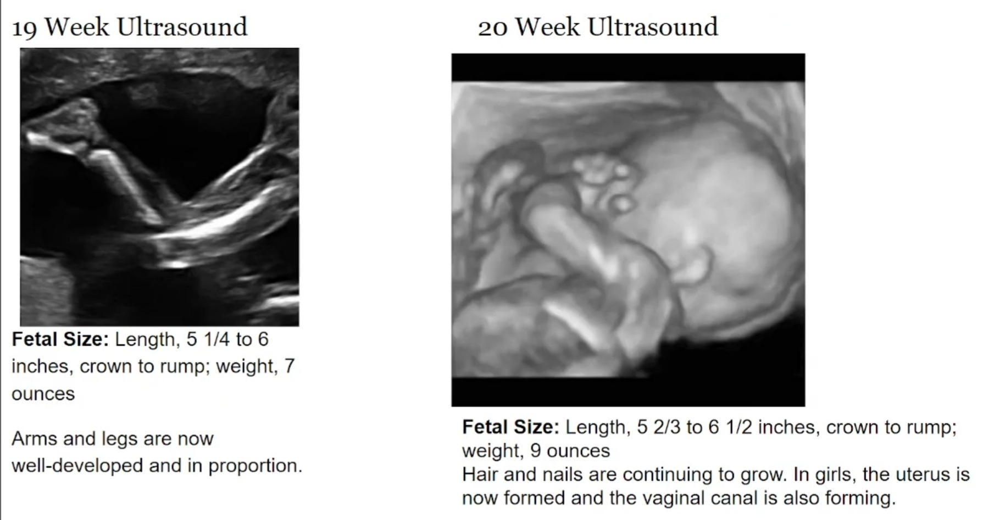 19 Week Ultrasound
Fetal Size: Length, 5 1/4 to 6
inches, crown to rump; weight, 7
ounces
Arms and legs are now
well-developed and in proportion.
20 Week Ultrasound
Fetal Size: Length, 5 2/3 to 6 1/2 inches, crown to rump;
weight, 9 ounces
Hair and nails are continuing to grow. In girls, the uterus is
now formed and the vaginal canal is also forming.